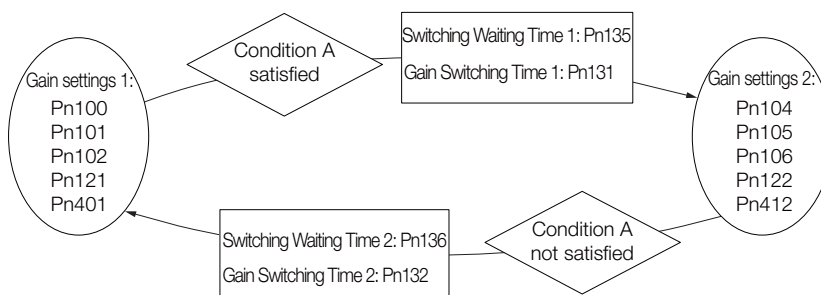 Gain settings 1:
Pn100
Pn101
Pn102
Pn121
Pn401
Condition A
satisfied
Switching Waiting Time 1: Pn135
Gain Switching Time 1: Pn131
Gain settings 2:
Pn104
Pn105
Pn106
Pn122
Pn412
Condition A
not satisfied
Switching Waiting Time 2: Pn136
Gain Switching Time 2: Pn132